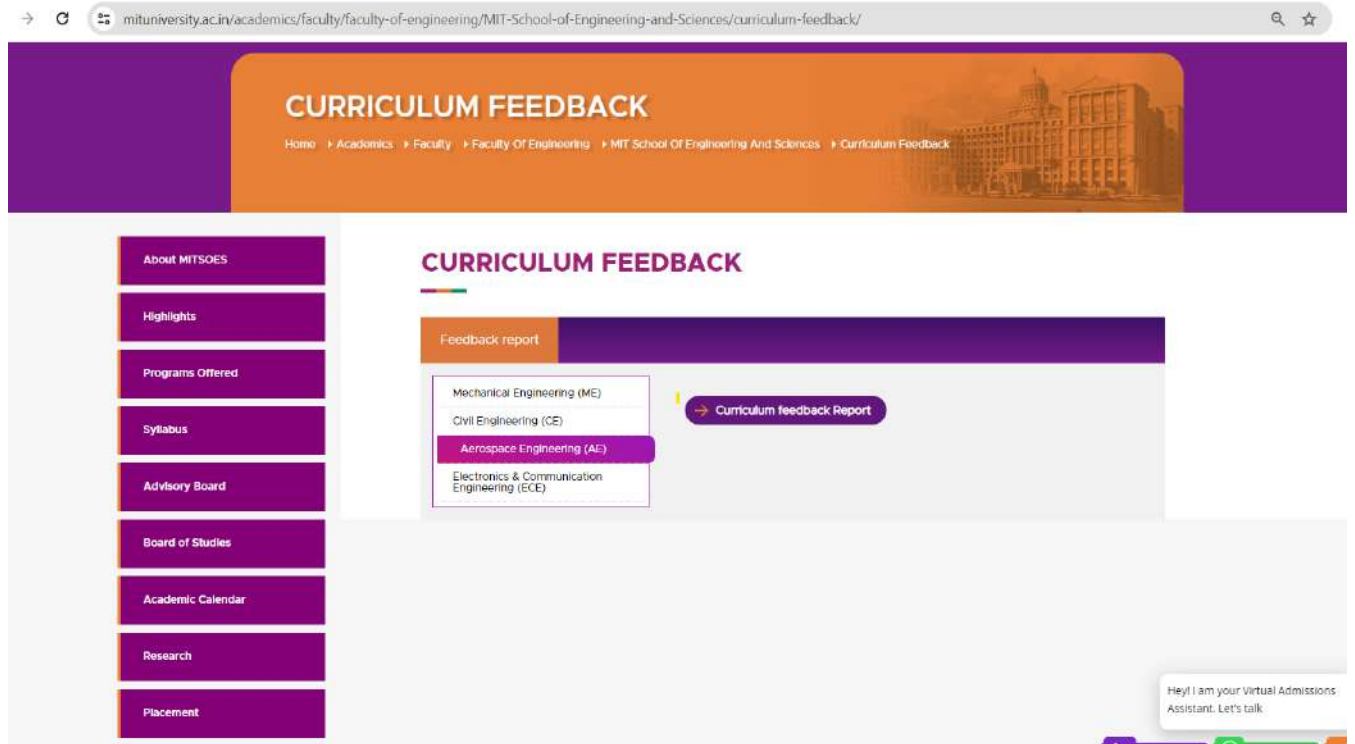 mituniversity.ac.in/academics/faculty/faculty-of-engineering/MIT-School-of-Engineering-and-Sciences/curriculum-feedback/
CURRICULUM FEEDBACK
Home Academics Faculty Faculty Of Engineering MIT School Of Engineering And Sciences Curriculum Feedback
About MITSOES
Highlights
Programs Offered
Syllabus
Advisory Board
Board of Studies
Academic Calendar
Research
Placement
CURRICULUM FEEDBACK
Feedback report
Mechanical Engineering (ME)
Civil Engineering (CE)
Aerospace Engineering (AE)
Electronics & Communication
Engineering (ECE)
Curriculum feedback Report
Hey! I am your Virtual Admissions
Assistant. Let's talk